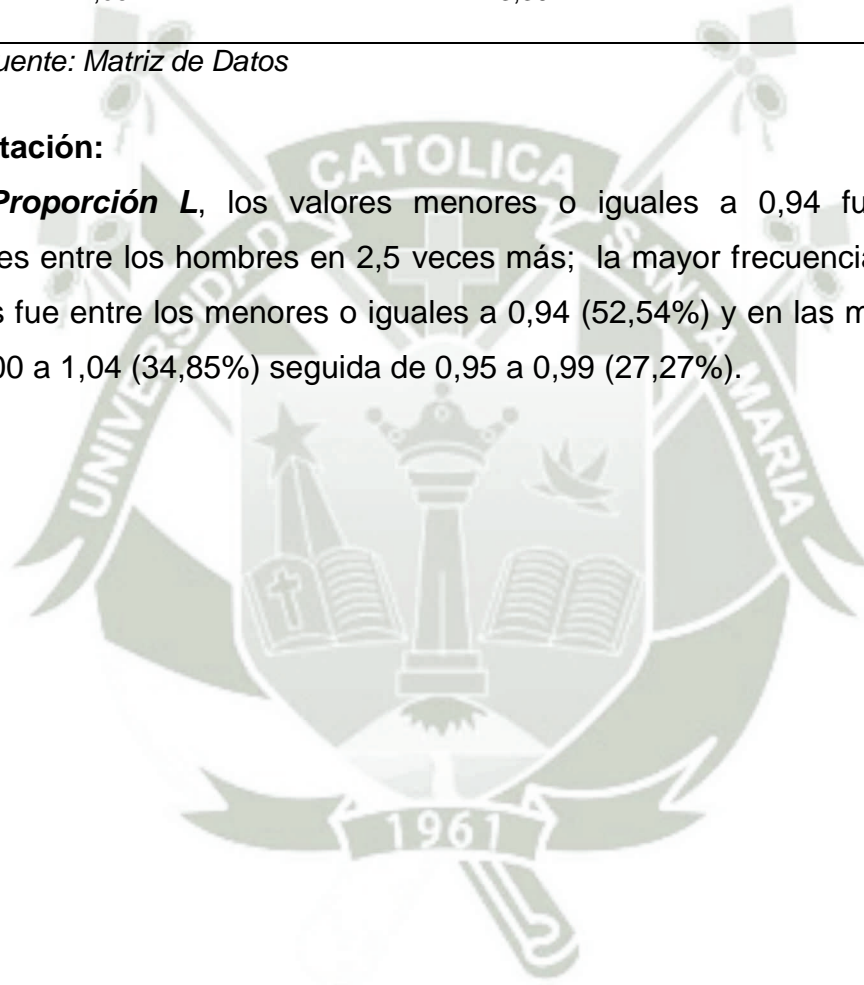 uente: Matriz de Datos
tación:
Proporción L, los valores menores o iguales a 0,94 fu
es entre los hombres en 2,5 veces más; la mayor frecuencia
s fue entre los menores o iguales a 0,94 (52,54%) y en las m
00 a 1,04 (34,85%) seguida de 0,95 a 0,99 (27,27%).
UNIVERSIDAD CATOLICA SANTA MARIA
1961